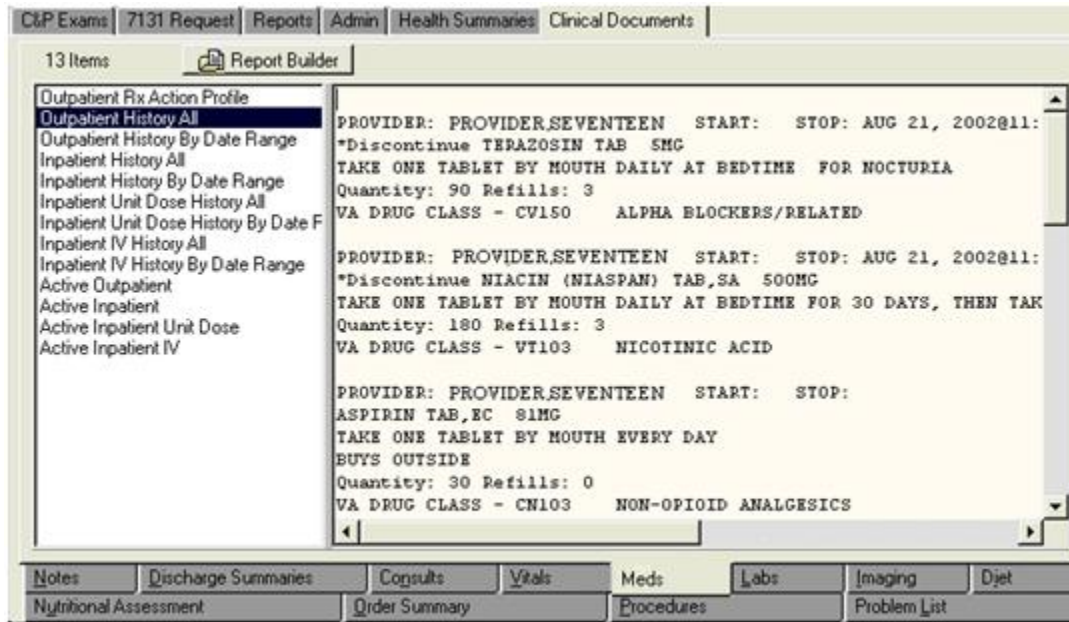 C&P Exams 7131 Request Reports Admin Health Summaries Clinical Documents
13 Items Report Builder
Outpatient Rx Action Profile
Outpatient History All
Outpatient History By Date Range
Inpatient History All
Inpatient History By Date Range
Inpatient Unit Dose History All
Inpatient Unit Dose History By Date F
Inpatient IV History All
Inpatient IV History By Date Range
Active Outpatient
Active Inpatient
Active Inpatient Unit Dose
Active Inpatient IV
PROVIDER: PROVIDER,SEVENTEEN START: STOP: AUG 21, 2002@11:
*Discontinue TERAZOSIN TAB 5MG
TAKE ONE TABLET BY MOUTH DAILY AT BEDTIME FOR NOCTURIA
Quantity: 90 Refills: 3
VA DRUG CLASS - CV150 ALPHA BLOCKERS/RELATED
PROVIDER: PROVIDER,SEVENTEEN START: STOP: AUG 21, 2002@11:
*Discontinue NIACIN (NIASPAN) TAB,SA 500MG
TAKE ONE TABLET BY MOUTH DAILY AT BEDTIME FOR 30 DAYS, THEN TAK
Quantity: 180 Refills: 3
VA DRUG CLASS - VT103 NICOTINIC ACID
PROVIDER: PROVIDER,SEVENTEEN START: STOP:
ASPIRIN TAB,EC 81MG
TAKE ONE TABLET BY MOUTH EVERY DAY
BUYS OUTSIDE
Quantity: 30 Refills: 0
VA DRUG CLASS - CN103 NON-OPIOID ANALGESICS
Notes Discharge Summaries Consults Vitals Meds Labs Imaging Diet
Nutritional Assessment Order Summary Procedures Problem List